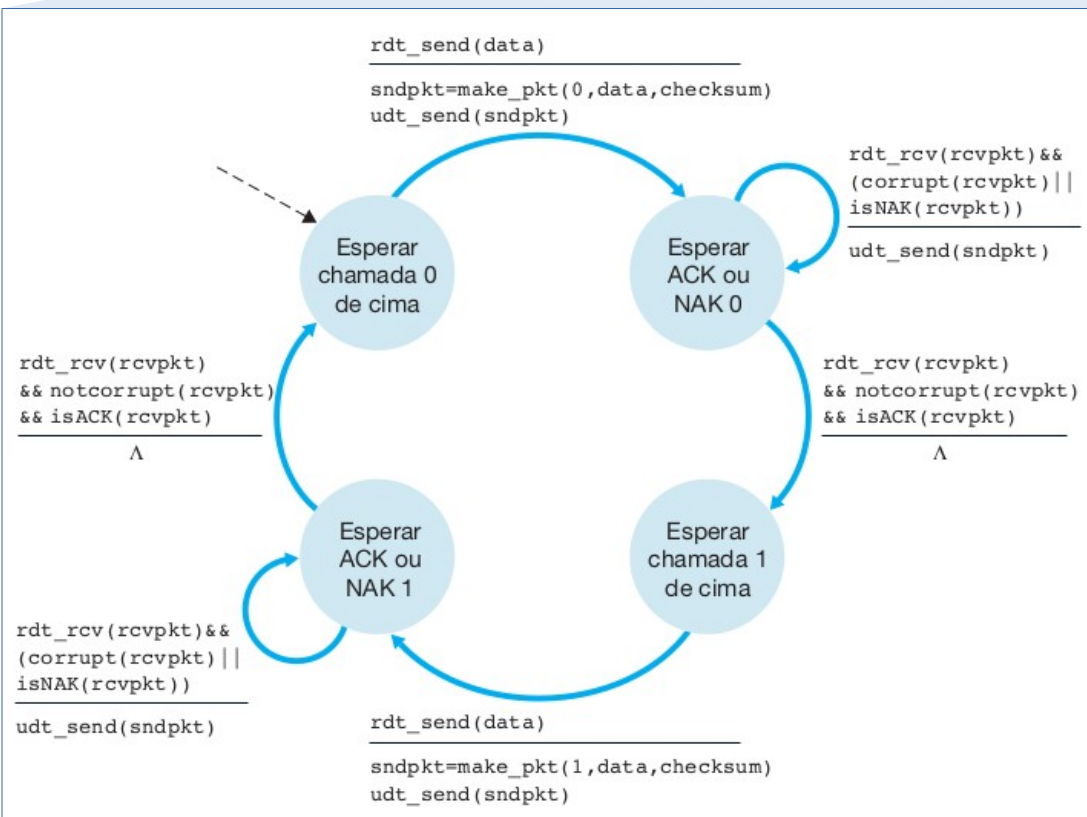 rdt_send(data)
sndpkt=make_pkt(0,data,checksum)
udt_send(sndpkt)
rdt_rcv(rcvpkt)&&
(corrupt(rcvpkt)||
isNAK(rcvpkt))
udt_send(sndpkt)
Esperar
chamada 0
de cima
Esperar
ACK ou
NAK 0
rdt_rcv(rcvpkt)
&& notcorrupt(rcvpkt)
&& isACK(rcvpkt)
Λ
rdt_rcv(rcvpkt)
&& notcorrupt(rcvpkt)
&& isACK(rcvpkt)
Λ
Esperar
ACK ou
NAK 1
Esperar
chamada 1
de cima
rdt_rcv(rcvpkt)&&
(corrupt(rcvpkt)||
isNAK(rcvpkt))
udt_send(sndpkt)
rdt_send(data)
sndpkt=make_pkt(1,data,checksum)
udt_send(sndpkt)